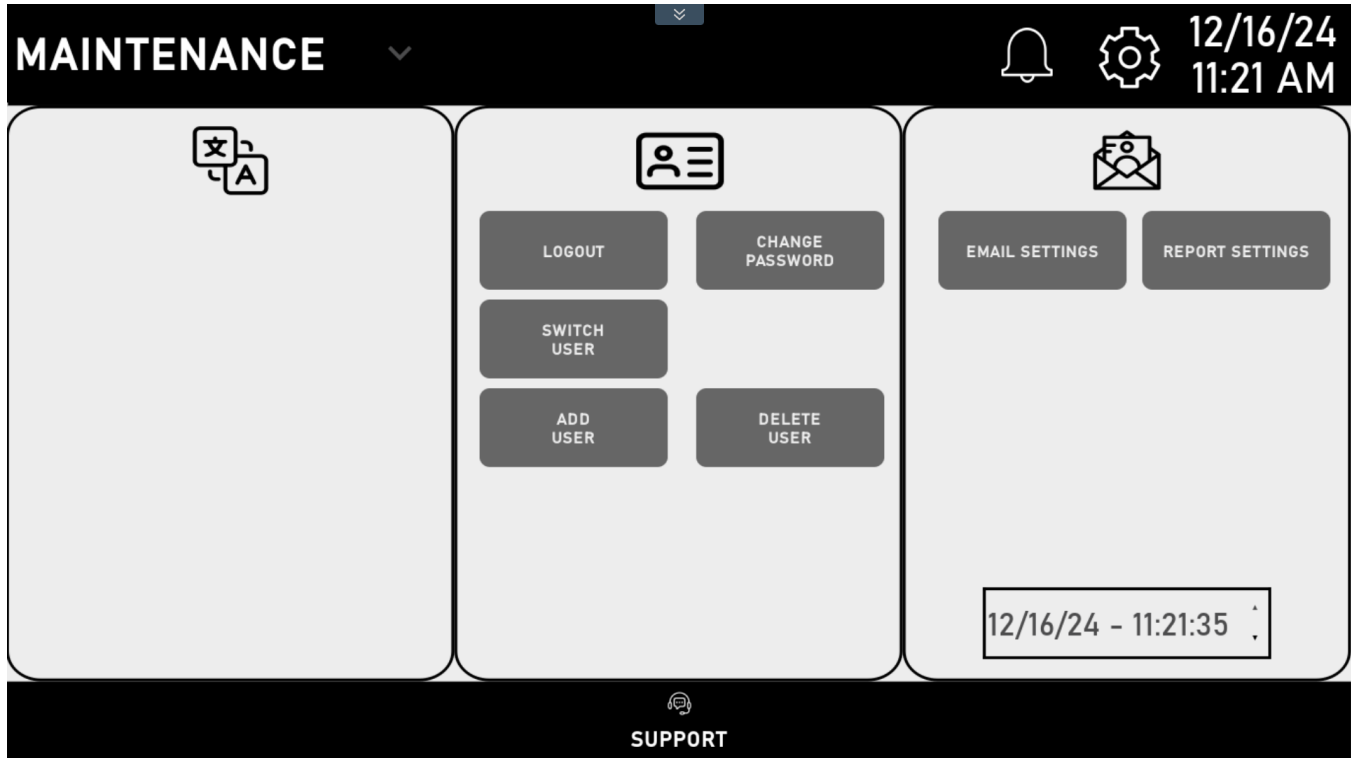 MAINTENANCE
12/16/24
11:21 AM
文
A
LOGOUT
CHANGE
PASSWORD
SWITCH
USER
ADD
USER
DELETE
USER
EMAIL SETTINGS
REPORT SETTINGS
12/16/24 - 11:21:35
SUPPORT